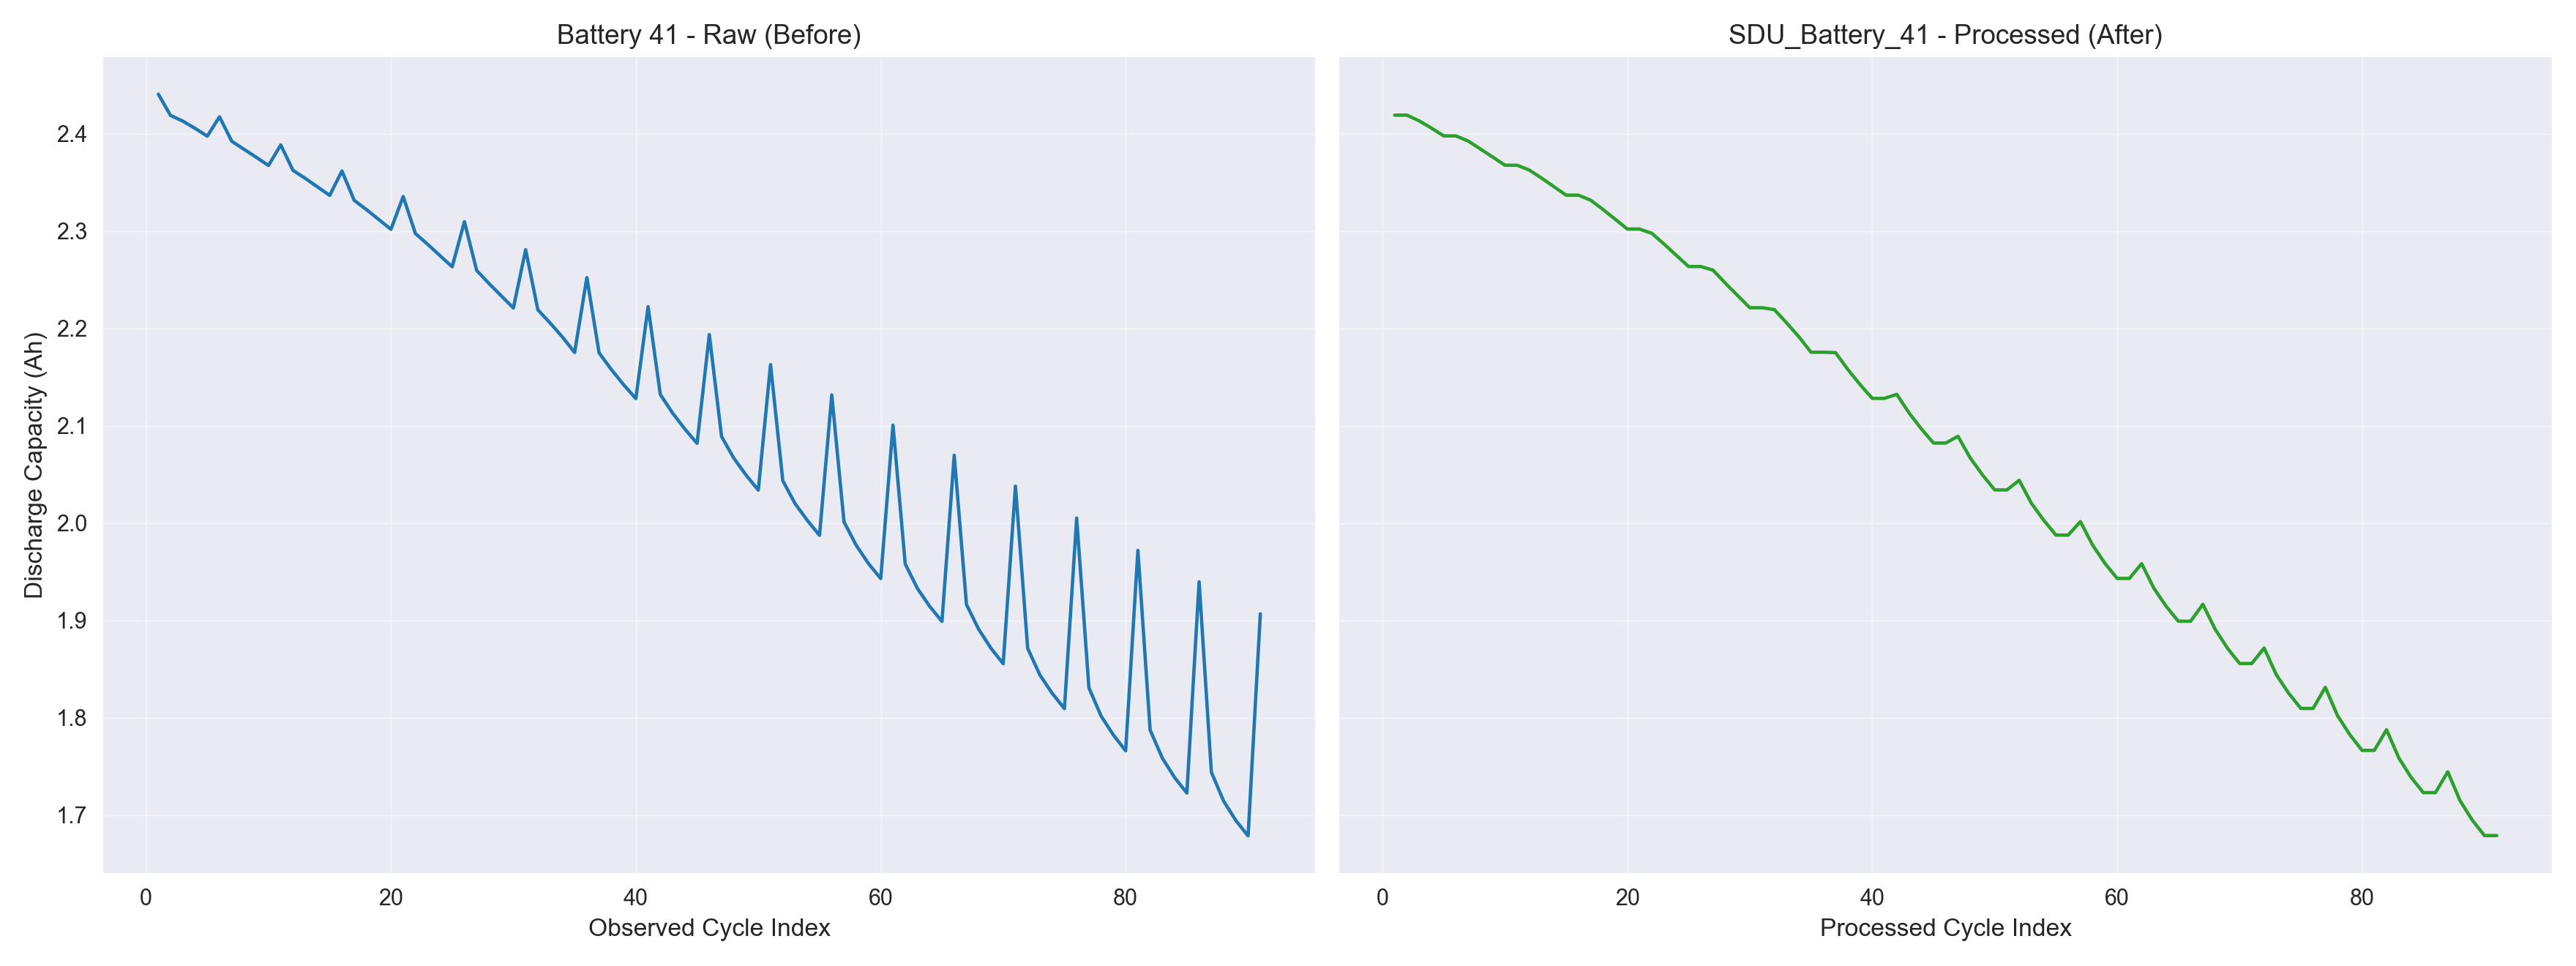 Battery 41 - Raw (Before)
SDU_Battery_41 - Processed (After)
Discharge Capacity (Ah)
2.4
2.3
2.2
2.1
2.0
1.9
1.8
1.7
0 20 40 60 80
0 20 40 60 80
Observed Cycle Index
Processed Cycle Index